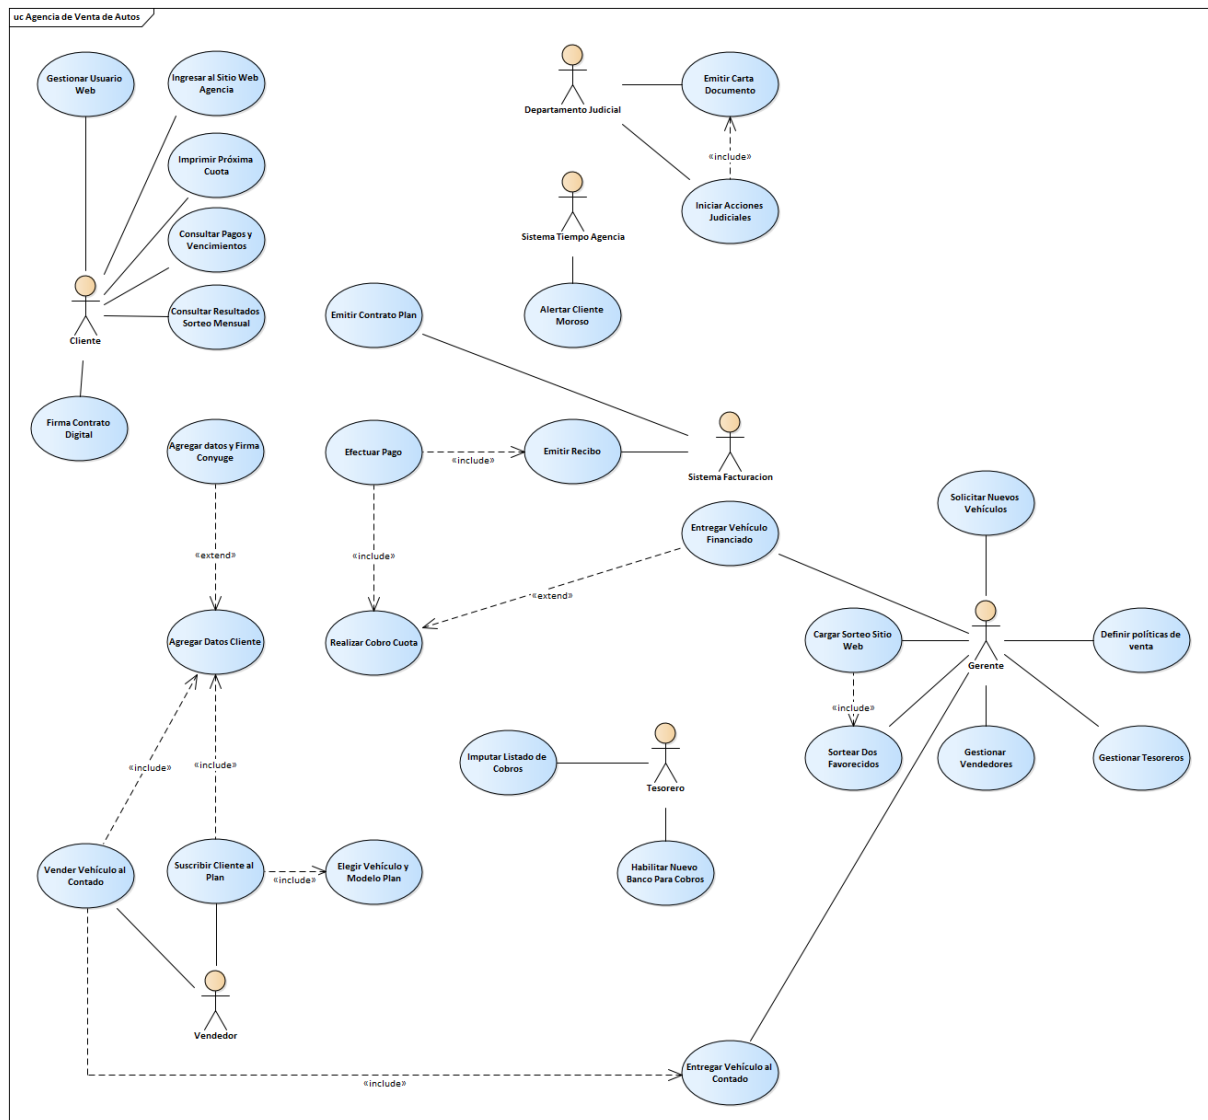 uc Agencia de Venta de Autos
Gestionar Usuario
Web
Ingresar al Sitio Web
Agencia
Imprimir Próxima
Cuota
Consultar Pagos y
Vencimientos
Consultar Resultados
Sorteo Mensual
Cliente
Firma Contrato
Digital
Departamento Judicial
Emitir Carta
Documento
«include»
Iniciar Acciones
Judiciales
Sistema Tiempo Agencia
Alertar Cliente
Moroso
Emitir Contrato Plan
Agregar datos y Firma
Conyuge
Efectuar Pago
«include»
Emitir Recibo
Sistema Facturacion
«extend»
«include»
Entregar Vehículo
Financiado
«extend»
Solicitar Nuevos
Vehículos
Agregar Datos Cliente
Realizar Cobro Cuota
Cargar Sorteo Sitio
Web
Gerente
Definir políticas de
venta
«include»
Sortear Dos
Favorecidos
Gestionar
Vendedores
Gestionar Tesoreros
Imputar Listado de
Cobros
Tesorero
Habilitar Nuevo
Banco Para Cobros
«include»
«include»
Vender Vehículo al
Contado
Suscribir Cliente al
Plan
«include»
Elegir Vehículo y
Modelo Plan
Vendedor
«include»
Entregar Vehículo al
Contado